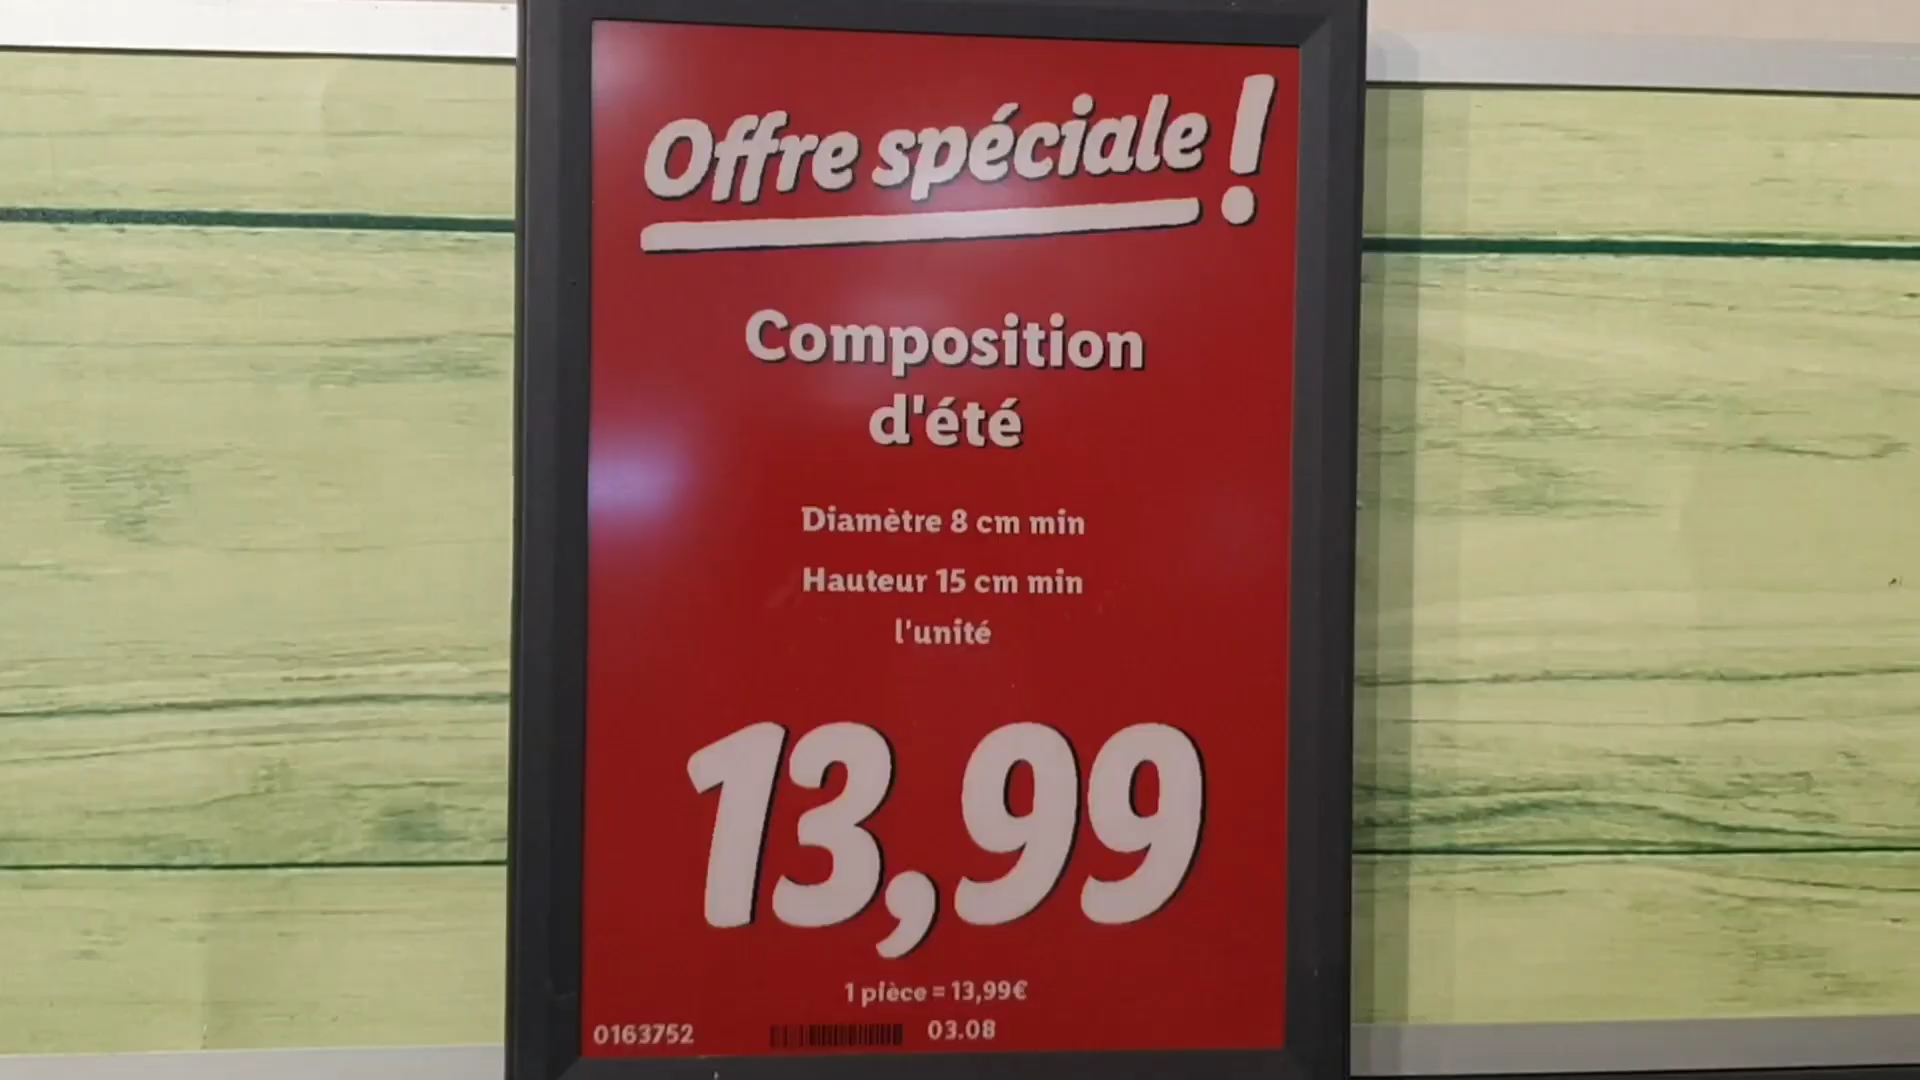 Offre spéciale !
Composition
d'été
Diamètre 8 cm min
Hauteur 15 cm min
l'unité
13,99
1 pièce = 13,99€
0163752 03.08